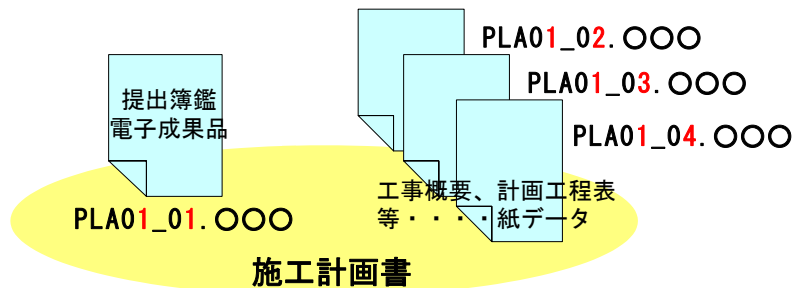 PLA01_02.〇〇〇
PLA01_03.〇〇〇
PLA01_04.〇〇〇
提出簿鑑
電子成果品
PLA01_01.〇〇〇
工事概要、計画工程表
等・・・・紙データ
施工計画書